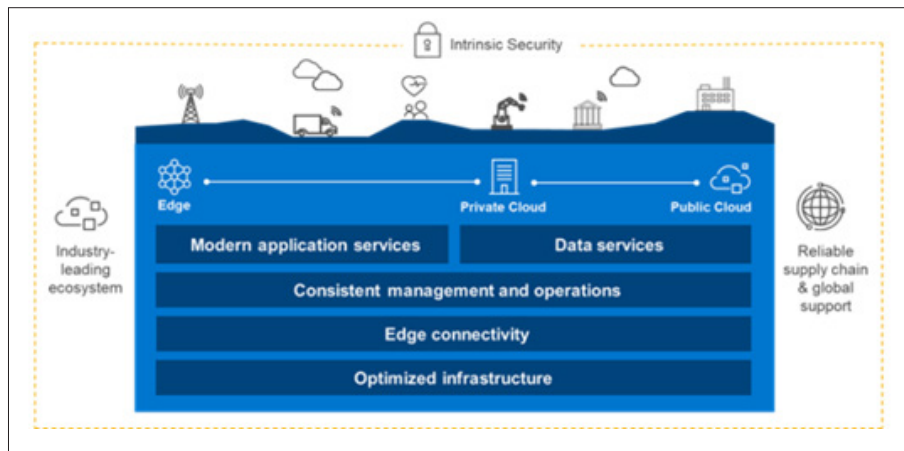 Intrinsic Security
Edge
Private Cloud
Public Cloud
Industry-
leading
ecosystem
Modern application services
Data services
Consistent management and operations
Edge connectivity
Optimized infrastructure
Reliable
supply chain
& global
support